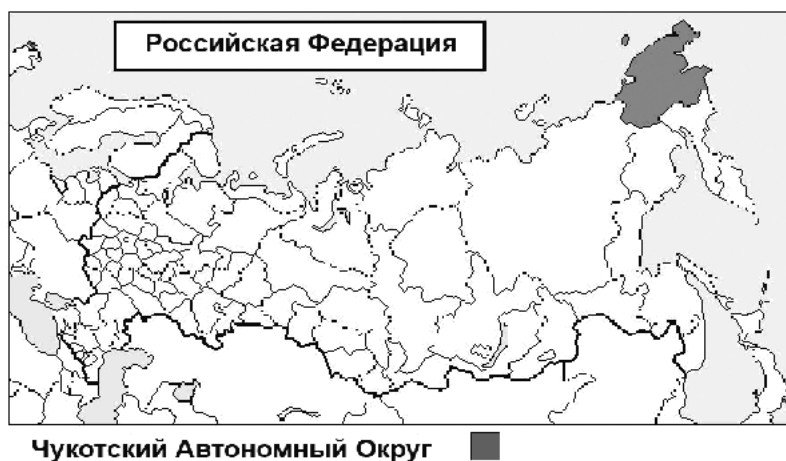 Российская Федерация
Чукотский Автономный Округ